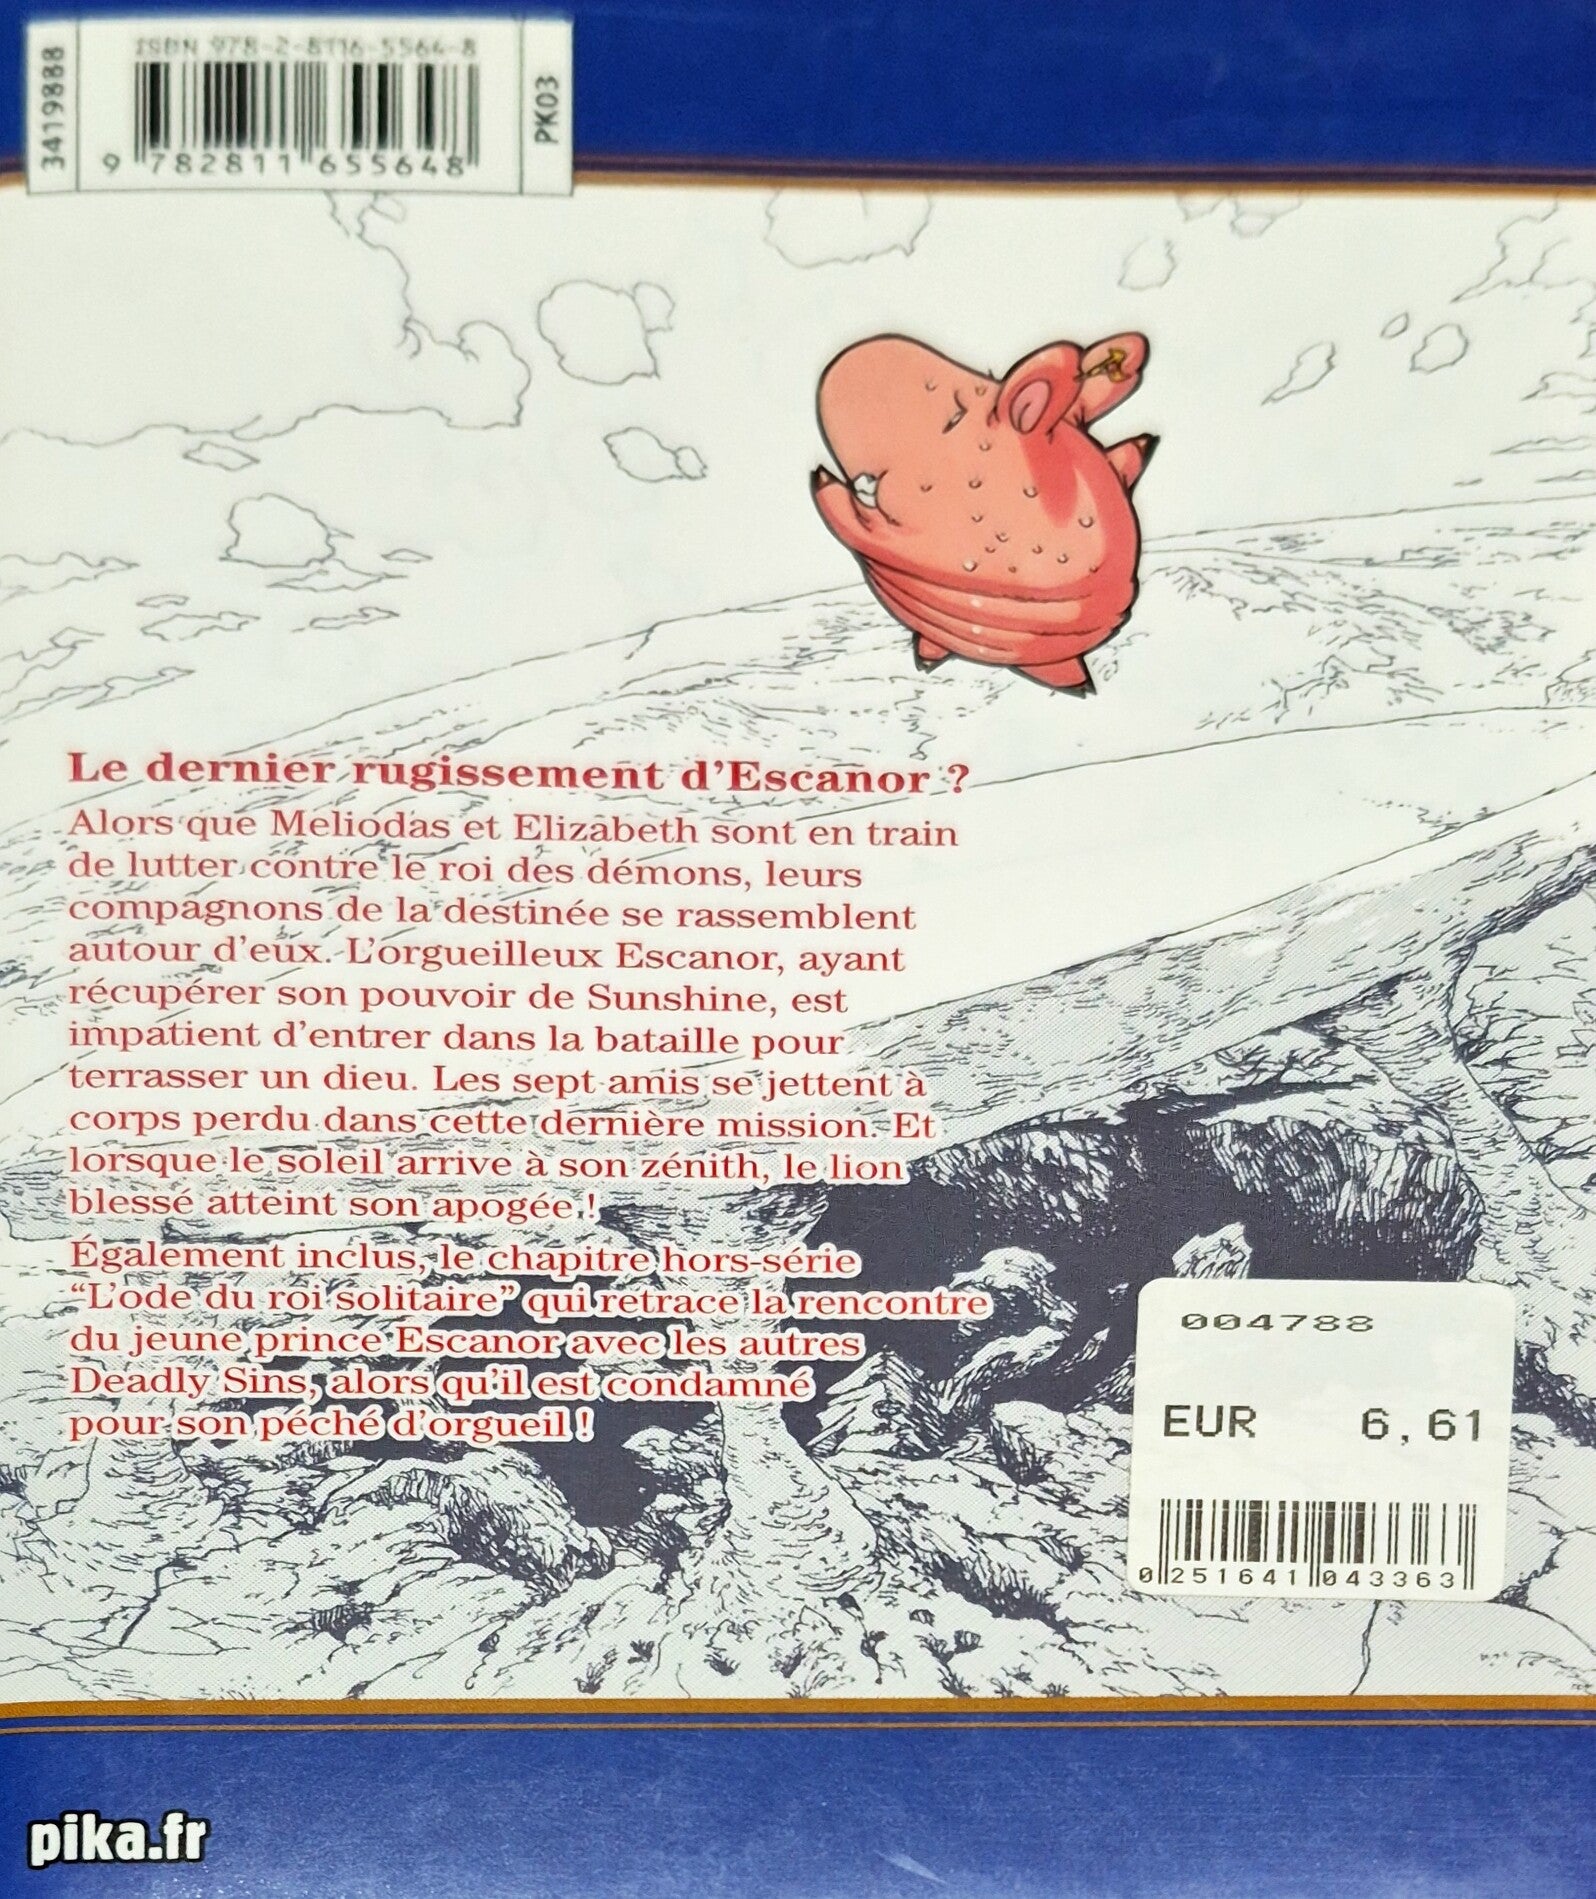 ISBN 978-2-8116-5564-8
3419888
PK03
9 782811 655648
Le dernier rugissement d'Escanor ?
Alors que Meliodas et Elizabeth sont en train
de lutter contre le roi des démons, leurs
compagnons de la destinée se rassemblent
autour d'eux. L'orgueilleux Escanor, ayant
récupérer son pouvoir de Sunshine, est
impatient d'entrer dans la bataille pour
terrasser un dieu. Les sept amis se jettent à
corps perdu dans cette dernière mission. Et
lorsque le soleil arrive à son zénith, le lion
blessé atteint son apogée !
Également inclus, le chapitre hors-série
“L'ode du roi solitaire” qui retrace la rencontre
du jeune prince Escanor avec les autres
Deadly Sins, alors qu'il est condamné
pour son péché d'orgueil !
004788
EUR 6,61
0 251641 043363
pika.fr